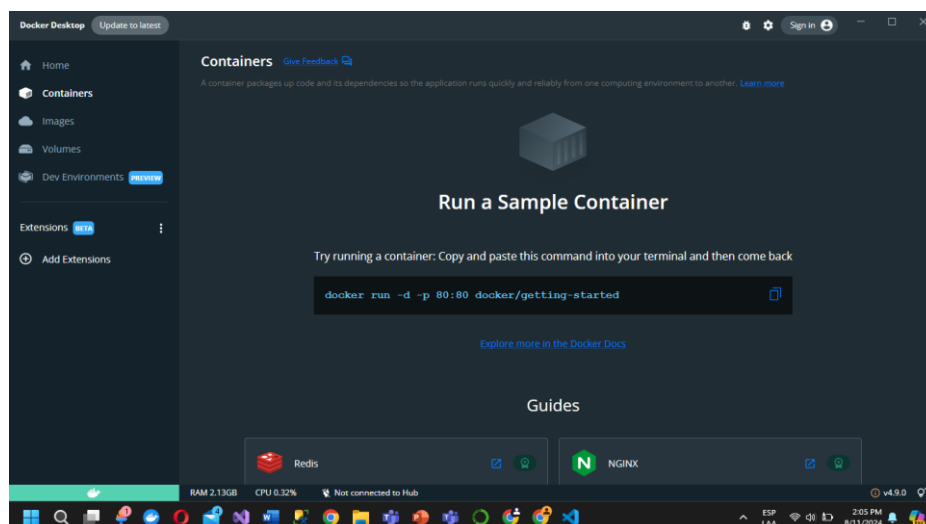 Docker Desktop Update to latest
Sign in
Home
Containers
Images
Volumes
Dev Environments PREVIEW
Extensions BETA
Add Extensions
Containers Give Feedback
A container packages up code and its dependencies so the application runs quickly and reliably from one computing environment to another. Learn more
Run a Sample Container
Try running a container: Copy and paste this command into your terminal and then come back
docker run -d -p 80:80 docker/getting-started
Explore more in the Docker Docs
Guides
Redis
NGINX
RAM 2.13GB CPU 0.32% Not connected to Hub
v4.9.0
ESP
LAA
2:05 PM
8/11/2024